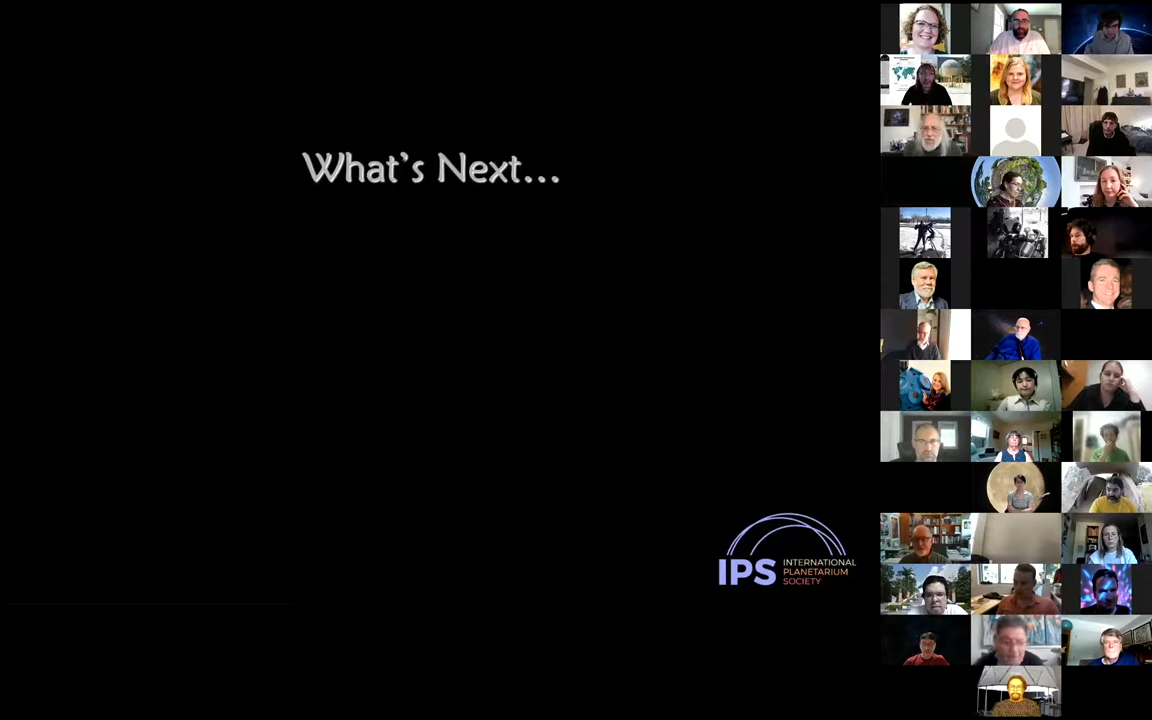 What's Next...
IPS
INTERNATIONAL
PLANETARIUM
SOCIETY